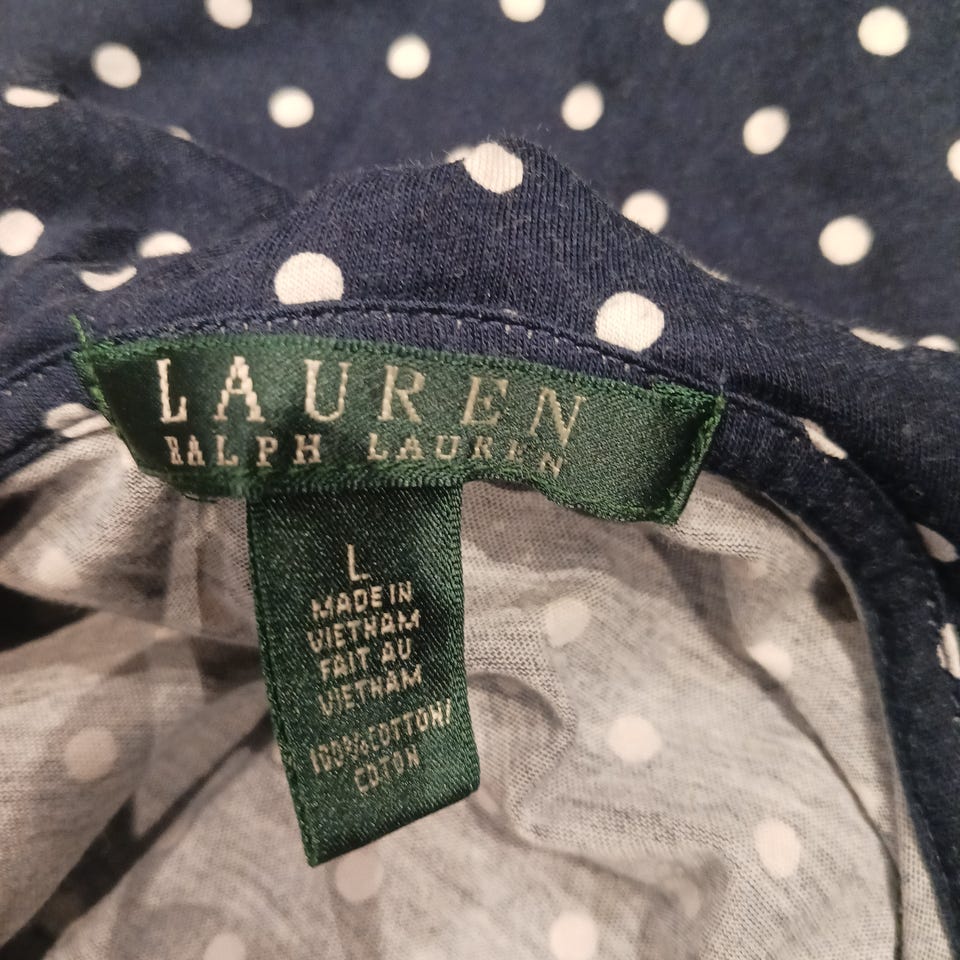 LAUREN
RALPH LAUREN
L
MADE IN
VIETNAM
FAIT AU
VIETNAM
100% COTTON/
COTON